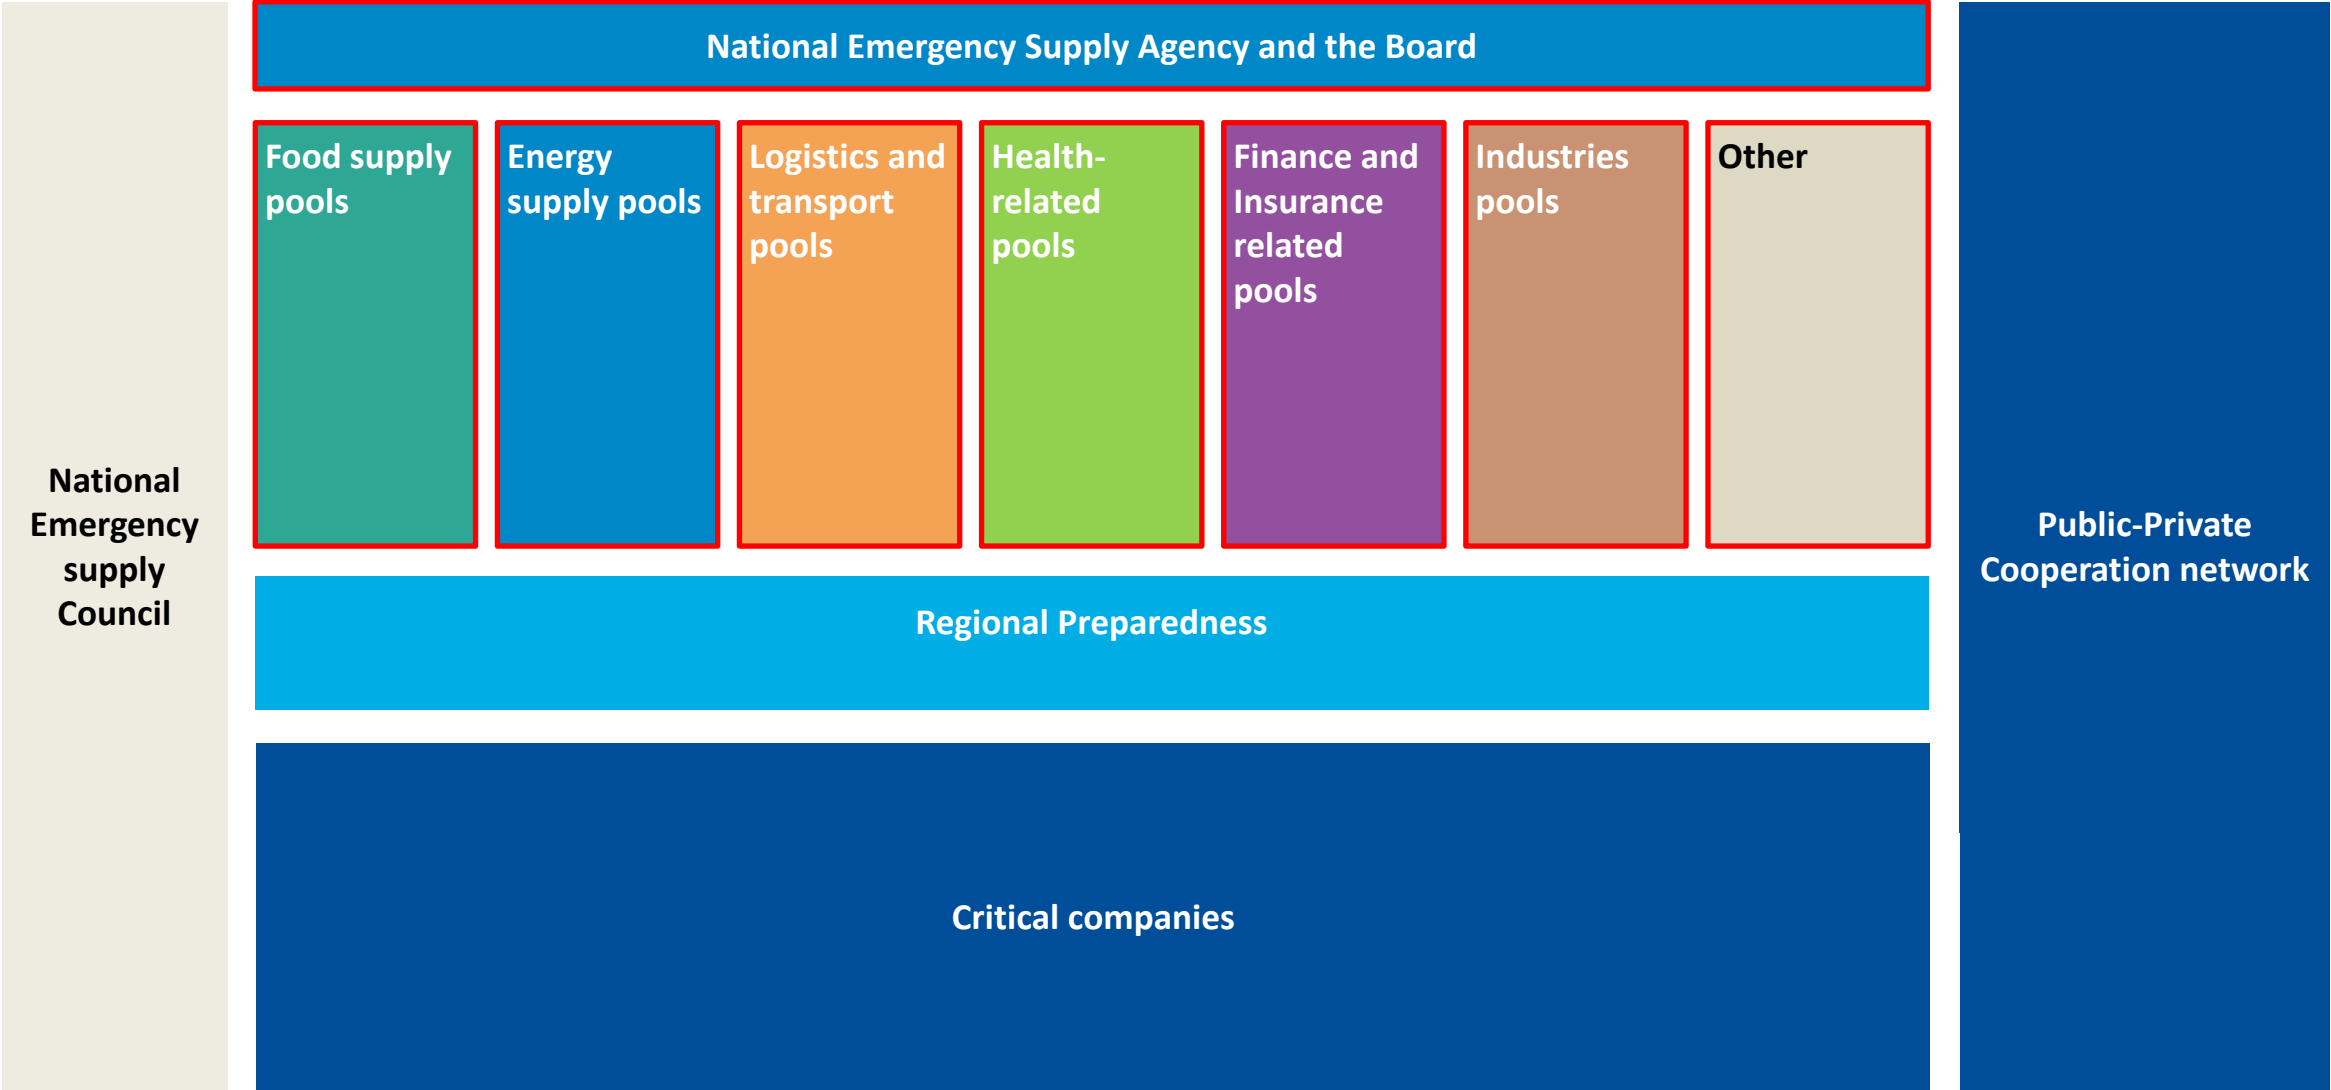 National Emergency Supply Agency and the Board
Food supply
pools
Energy
supply pools
Logistics and
transport
pools
Health-
related
pools
Finance and
Insurance
related
pools
Industries
pools
Other
National
Emergency
supply
Council
Public-Private
Cooperation network
Regional Preparedness
Critical companies